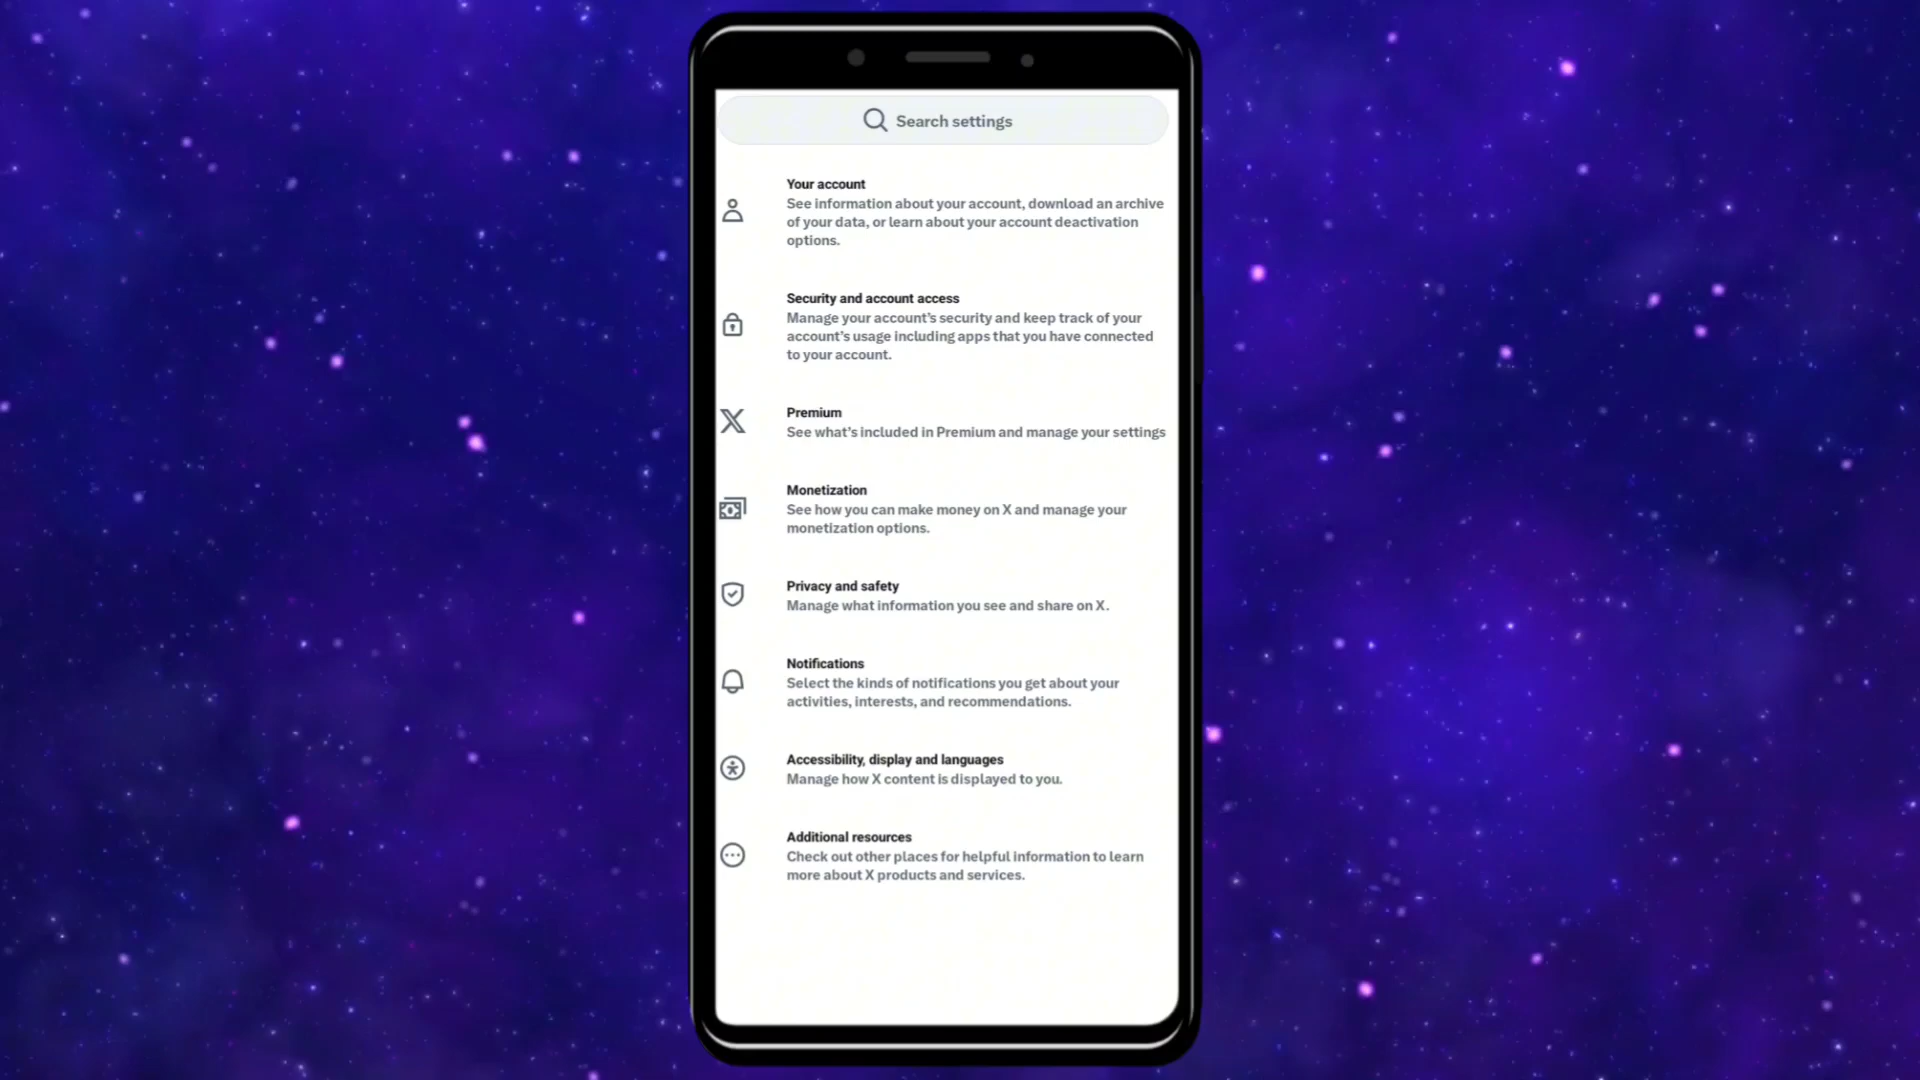 Search settings
Your account
See information about your account, download an archive
of your data, or learn about your account deactivation
options.
Security and account access
Manage your account's security and keep track of your
account's usage including apps that you have connected
to your account.
Premium
See what's included in Premium and manage your settings
Monetization
See how you can make money on X and manage your
monetization options.
Privacy and safety
Manage what information you see and share on X.
Notifications
Select the kinds of notifications you get about your
activities, interests, and recommendations.
Accessibility, display and languages
Manage how X content is displayed to you.
Additional resources
Check out other places for helpful information to learn
more about X products and services.